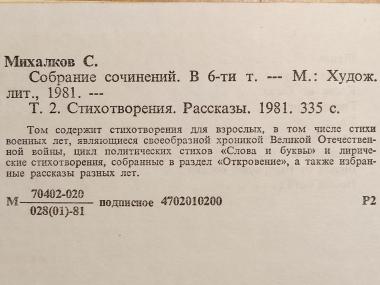 Михалков С.
Собрание сочинений. В 6-ти т. --- М.: Худож.
лит., 1981. ---
Т. 2. Стихотворения. Рассказы. 1981. 335 с.
Том содержит стихотворения для взрослых, в том числе стихи
военных лет, являющиеся своеобразной хроникой Великой Отечествен-
ной войны, цикл политических стихов «Слова и буквы» и лириче-
ские стихотворения, собранные в раздел «Откровение», а также избран-
ные рассказы разных лет.
70402-020
М подписное 4702010200 Р2
028(01)-81